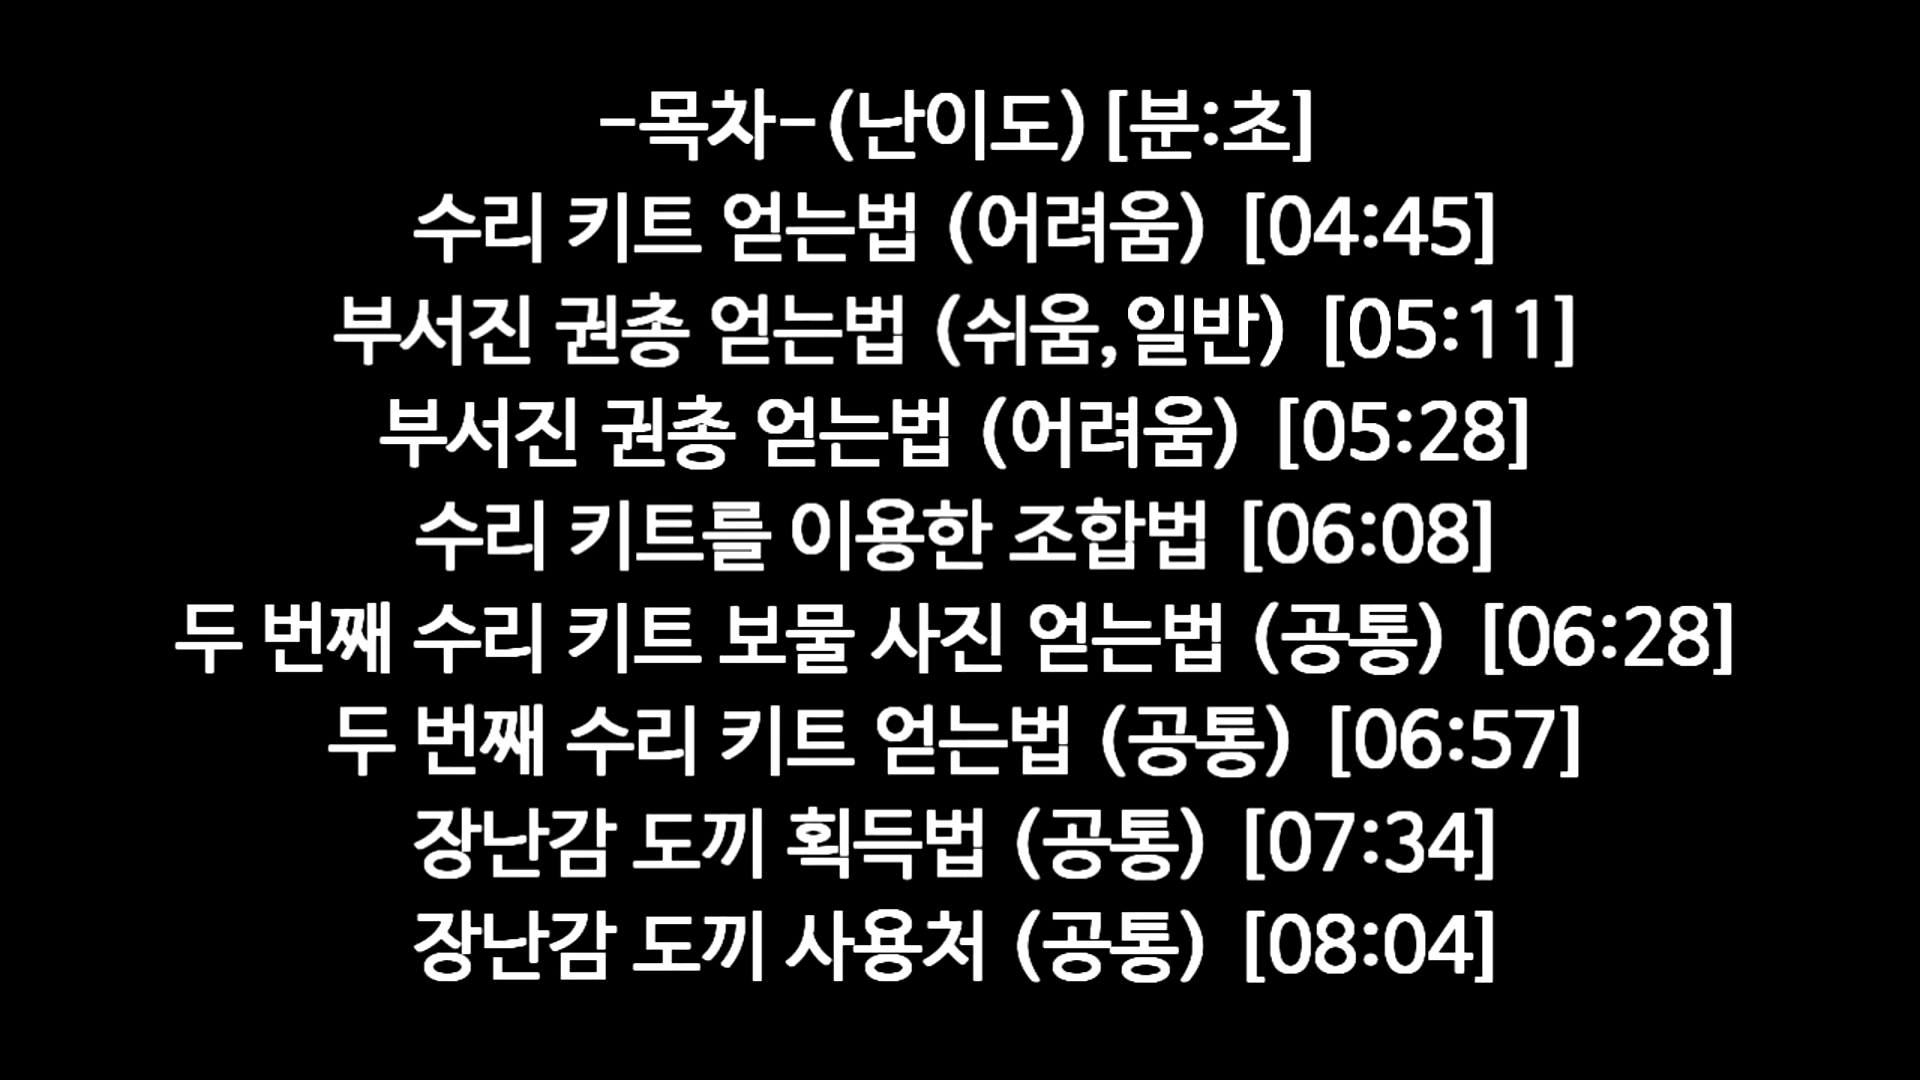 -목차-(난이도) [분:초]
수리 키트 얻는법 (어려움) [04:45]
부서진 권총 얻는법 (쉬움,일반) [05:11]
부서진 권총 얻는법 (어려움) [05:28]
수리 키트를 이용한 조합법 [06:08]
두 번째 수리 키트 보물 사진 얻는법 (공통) [06:28]
두 번째 수리 키트 얻는법 (공통) [06:57]
장난감 도끼 획득법 (공통) [07:34]
장난감 도끼 사용처 (공통) [08:04]